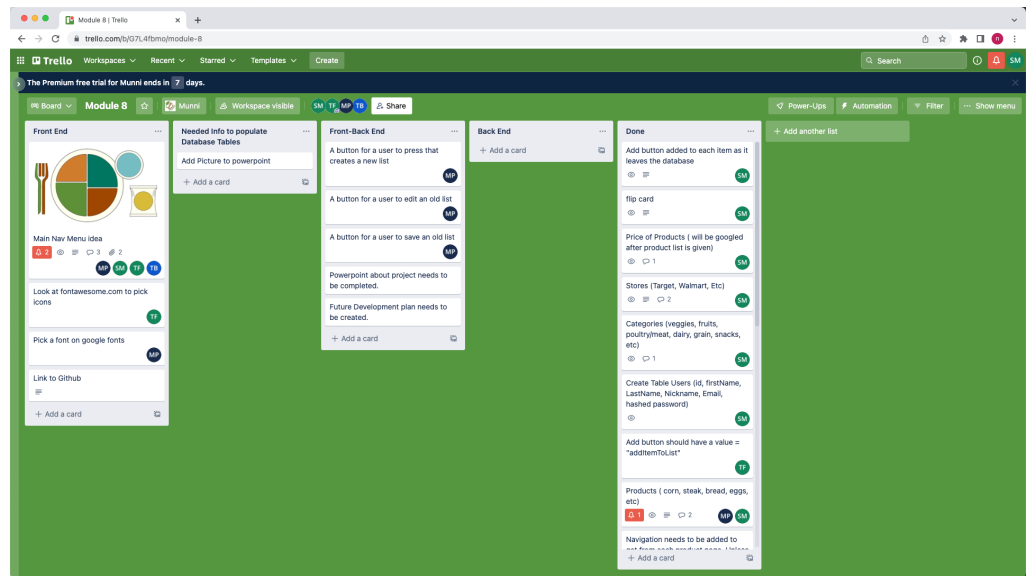 Module 8 | Trello
trello.com/b/G7L4fbmo/module-8
n
Trello Workspaces Recent Starred Templates Create Search SM
The Premium free trial for Munni ends in 7 days.
Board Module 8 Munni Workspace visible SM TF MP TB Share Power-Ups Automation Filter Show menu
Front End
Main Nav Menu idea
2 3 2
MP SM TF TB
Look at fontawesome.com to pick
icons
TF
Pick a font on google fonts
MP
Link to Github
+ Add a card
Needed Info to populate
Database Tables
Add Picture to powerpoint
+ Add a card
Front-Back End
A button for a user to press that
creates a new list
MP
A button for a user to edit an old list
MP
A button for a user to save an old list
MP
Powerpoint about project needs to
be completed.
Future Development plan needs to
be created.
+ Add a card
Back End
+ Add a card
Done
Add button added to each item as it
leaves the database
SM
flip card
SM
Price of Products ( will be googled
after product list is given)
1 SM
Stores (Target, Walmart, Etc)
2 SM
Categories (veggies, fruits,
poultry/meat, dairy, grain, snacks,
etc)
1 SM
Create Table Users (id, firstName,
LastName, Nickname, Email,
hashed password)
SM
Add button should have a value =
"addItemToList"
TF
Products ( corn, steak, bread, eggs,
etc)
1 2 MP SM
Navigation needs to be added to
+ Add a card
+ Add another list